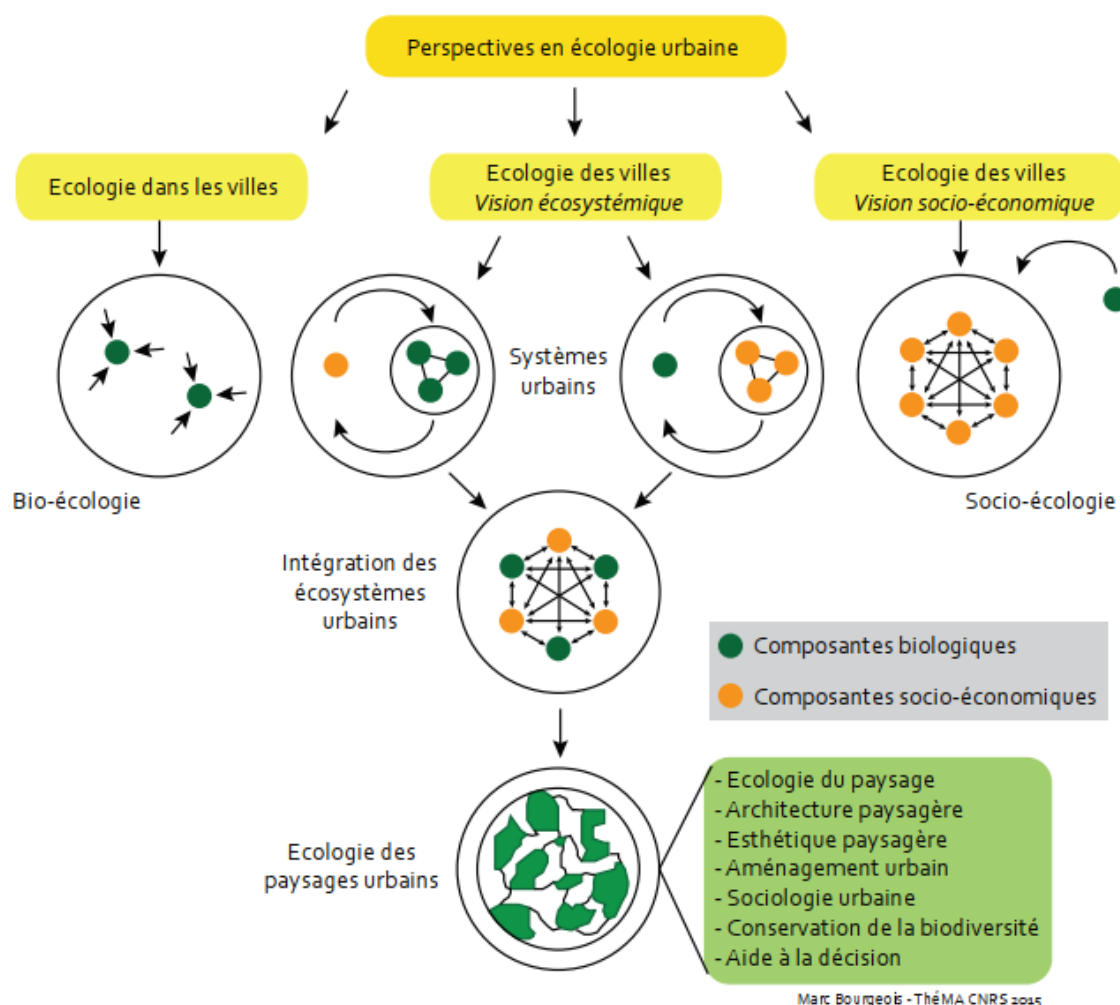 Perspectives en écologie urbaine
Ecologie dans les villes
Ecologie des villes
Vision écosystémique
Ecologie des villes
Vision socio-économique
Systèmes
urbains
Bio-écologie
Socio-écologie
Intégration des
écosystèmes
urbains
Composantes biologiques
Composantes socio-économiques
Ecologie des
paysages urbains
- Ecologie du paysage
- Architecture paysagère
- Esthétique paysagère
- Aménagement urbain
- Sociologie urbaine
- Conservation de la biodiversité
- Aide à la décision
Marc Bourgeois - ThéMA CNRS 2015